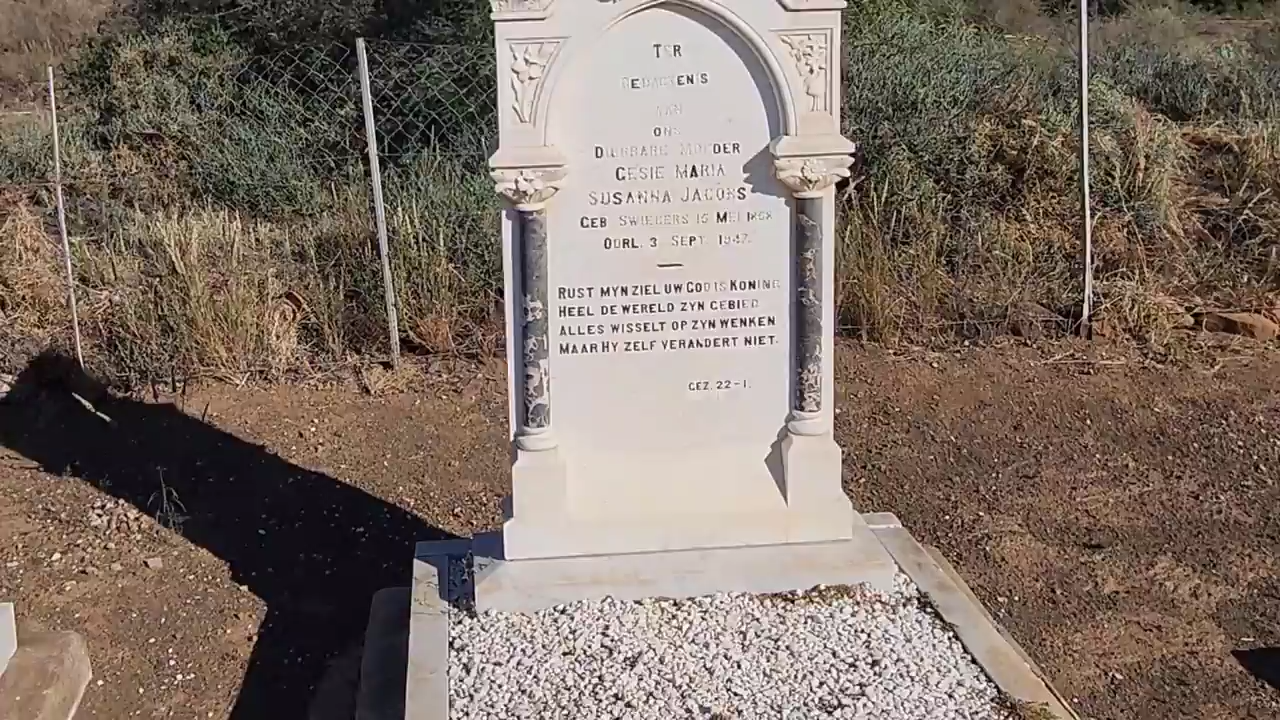 TER
GEDACTENIS
VAN
ONS
DIERBARE MOEDER
GESIE MARIA
SUSANNA JACOBS
GEB SWIEGERS 15 MEI
OORL. 3 SEPT. 1947.
RUST MYN ZIEL UW GOD IS KONING
HEEL DE WERELD ZYN GEBIED
ALLES WISSELT OP ZYN WENKEN
MAAR HY ZELF VERANDERT NIET.
GEZ. 22-1.